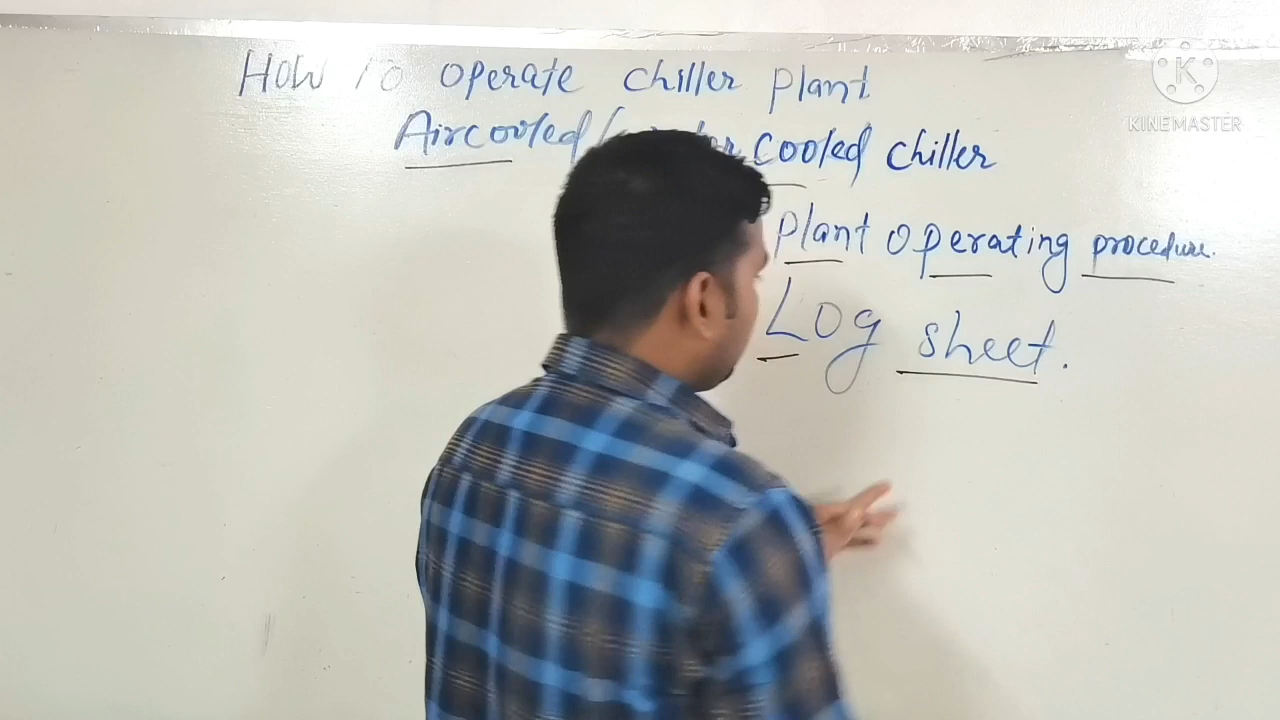 How To operate chiller plant
Aircooled / cooled chiller
plant operating procedure.
Log sheet.
K
KINEMASTER